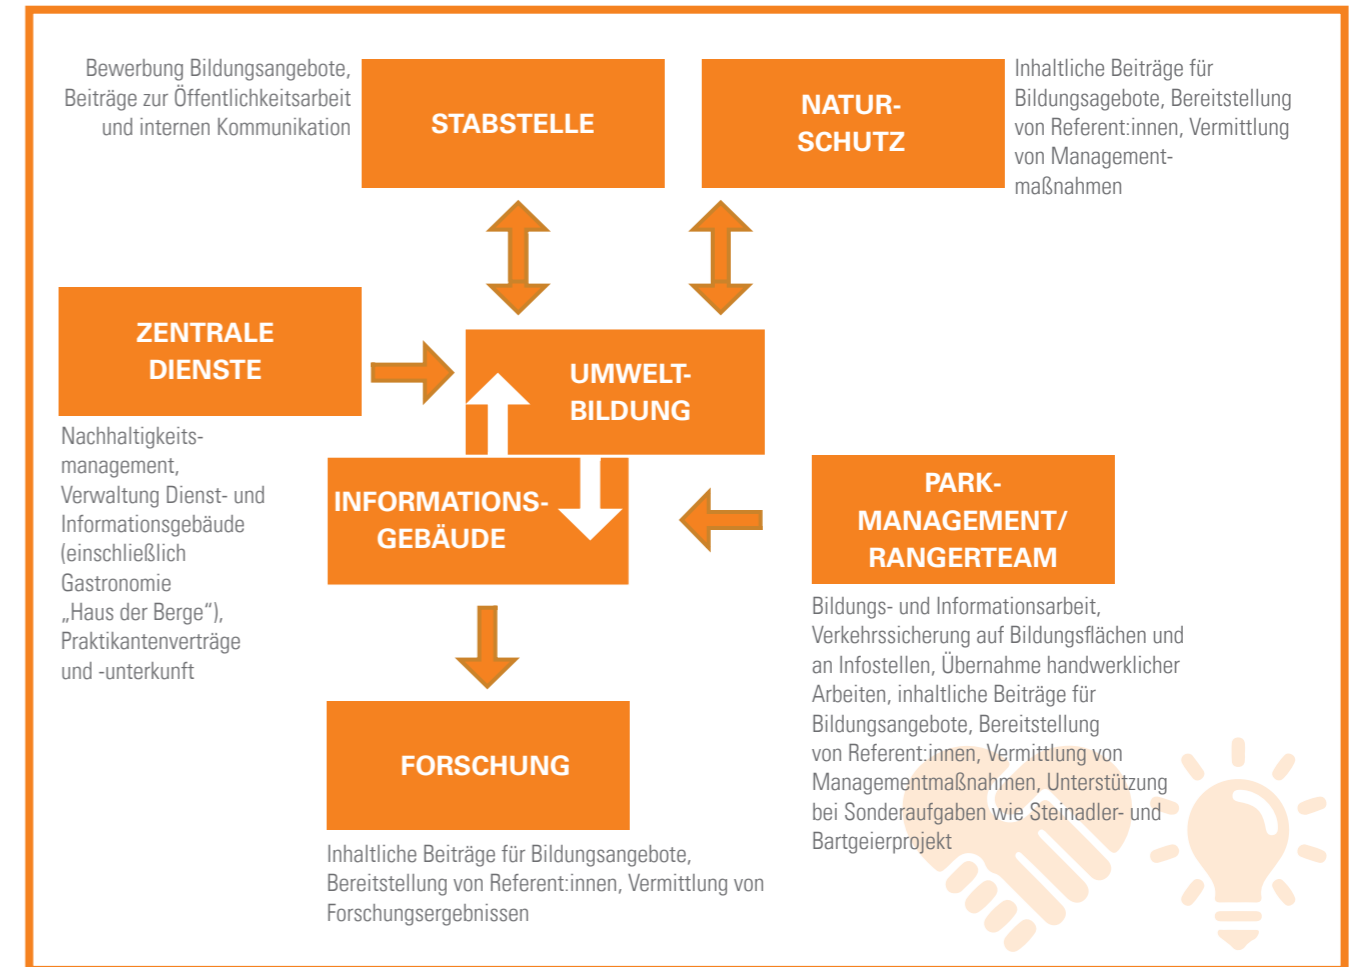 Bewerbung Bildungsangebote,
Beiträge zur Öffentlichkeitsarbeit
und internen Kommunikation
STABSTELLE
NATUR-
SCHUTZ
Inhaltliche Beiträge für
Bildungsagebote, Bereitstellung
von Referent:innen, Vermittlung
von Management-
maßnahmen
ZENTRALE
DIENSTE
Nachhaltigkeits-
management,
Verwaltung Dienst- und
Informationsgebäude
(einschließlich
Gastronomie
„Haus der Berge“),
Praktikantenverträge
und -unterkunft
UMWELT-
BILDUNG
INFORMATIONS-
GEBÄUDE
PARK-
MANAGEMENT/
RANGERTEAM
Bildungs- und Informationsarbeit,
Verkehrssicherung auf Bildungsflächen und
an Infostellen, Übernahme handwerklicher
Arbeiten, inhaltliche Beiträge für
Bildungsangebote, Bereitstellung
von Referent:innen, Vermittlung von
Managementmaßnahmen, Unterstützung
bei Sonderaufgaben wie Steinadler- und
Bartgeierprojekt
FORSCHUNG
Inhaltliche Beiträge für Bildungsangebote,
Bereitstellung von Referent:innen, Vermittlung von
Forschungsergebnissen